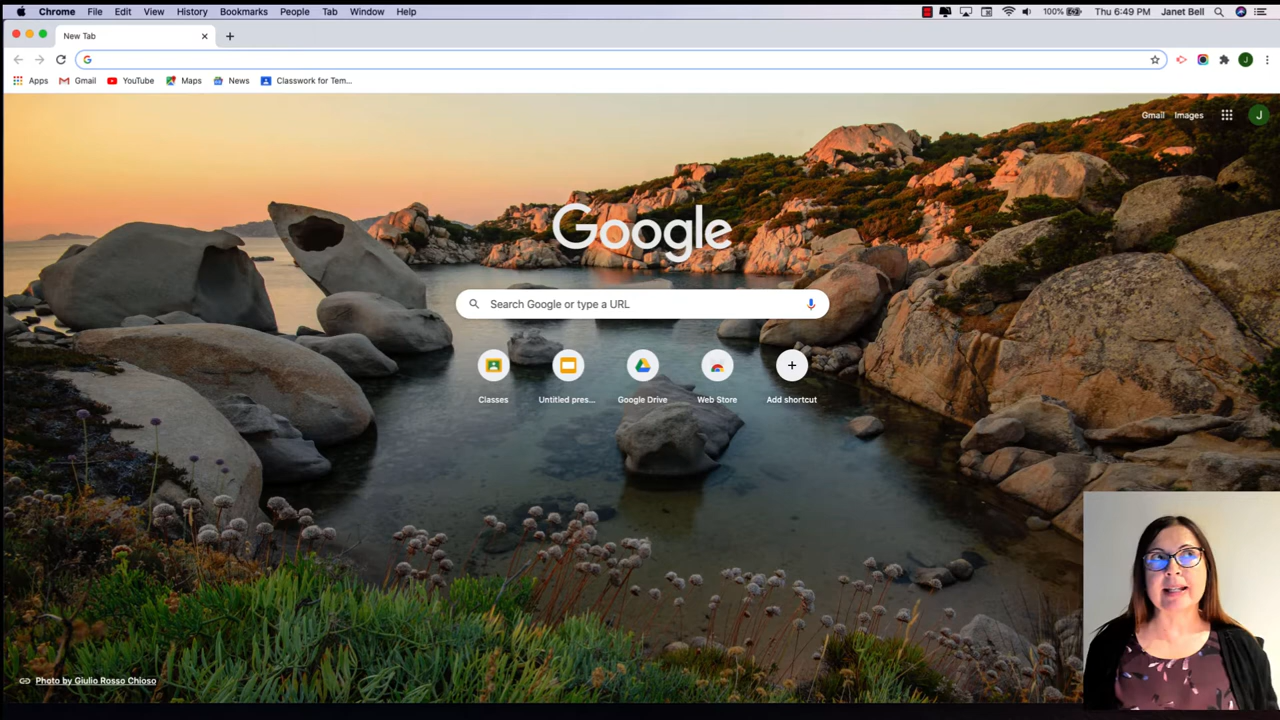 Chrome File Edit View History Bookmarks People Tab Window Help 100% Thu 6:49 PM Janet Bell
New Tab
Apps Gmail YouTube Maps News Classwork for Tem...
Gmail Images J
Google
Search Google or type a URL
Classes Untitled pres... Google Drive Web Store Add shortcut
Photo by Giulio Rosso Chioso